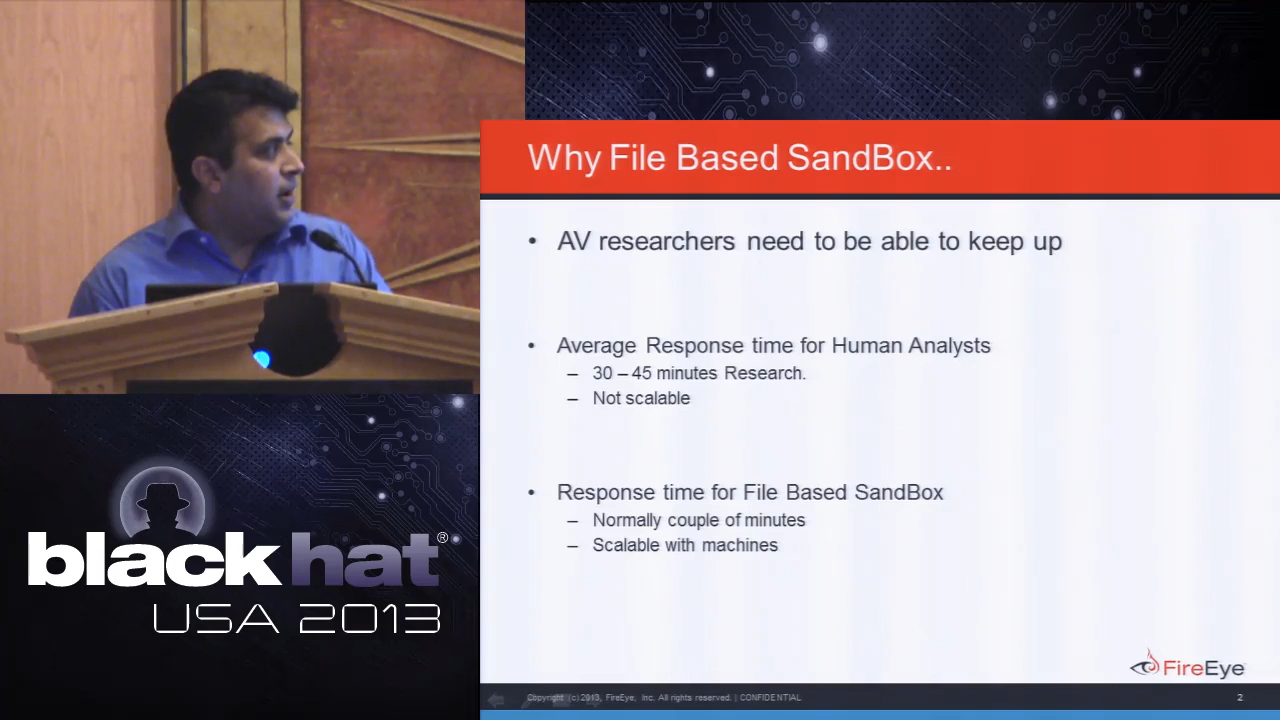 Why File Based SandBox..
• AV researchers need to be able to keep up
• Average Response time for Human Analysts
– 30 – 45 minutes Research.
– Not scalable
• Response time for File Based SandBox
– Normally couple of minutes
– Scalable with machines
FireEye
Copyright (c) 2013, FireEye, Inc. All rights reserved. | CONFIDENTIAL
2
blackhat®
USA 2013